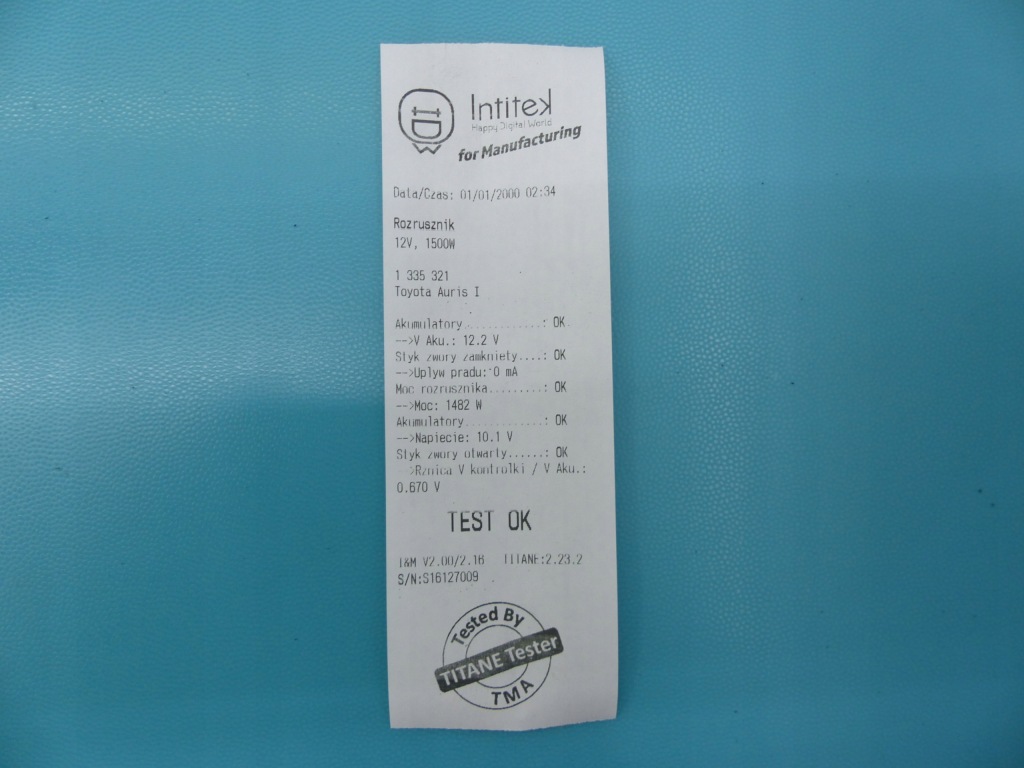 ID
Intitek
Happy Digital World
for Manufacturing
Data/Czas: 01/01/2000 02:34
Rozrusznik
12V, 1500W
1 335 321
Toyota Auris I
Akumulatory............: OK
-->V Aku.: 12.2 V
Styk zwory zamkniety....: OK
-->Uplyw pradu: 0 mA
Moc rozrusznika.........: OK
-->Moc: 1482 W
Akumulatory............: OK
-->Napiecie: 10.1 V
Styk zwory otwarty......: OK
-->Rznica V kontrolki / V Aku.:
0.670 V
TEST OK
T&M V2.00/2.16 TITANE:2.23.2
S/N:S16127009
Tested By
TITANE Tester
TMA